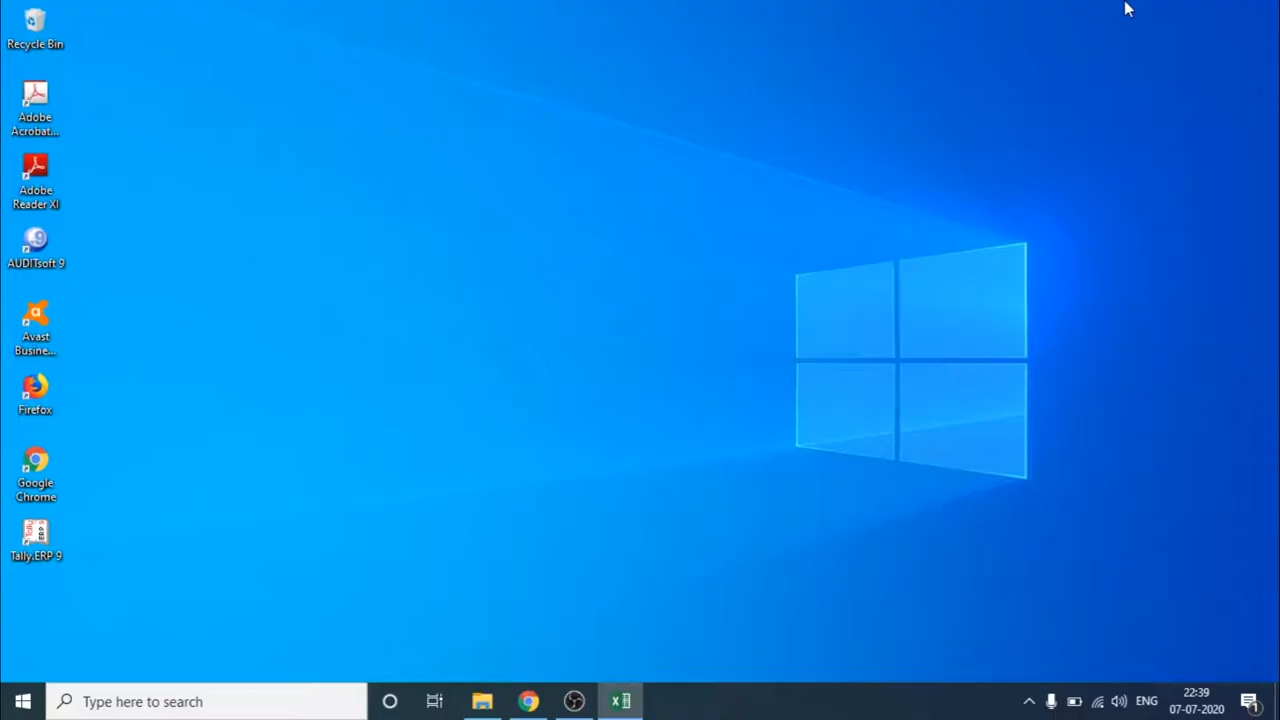 Recycle Bin
Adobe
Acrobat...
Adobe
Reader XI
AUDITsoft 9
Avast
Busine...
Firefox
Google
Chrome
Tally.ERP 9
Type here to search
ENG
22:39
07-07-2020
1